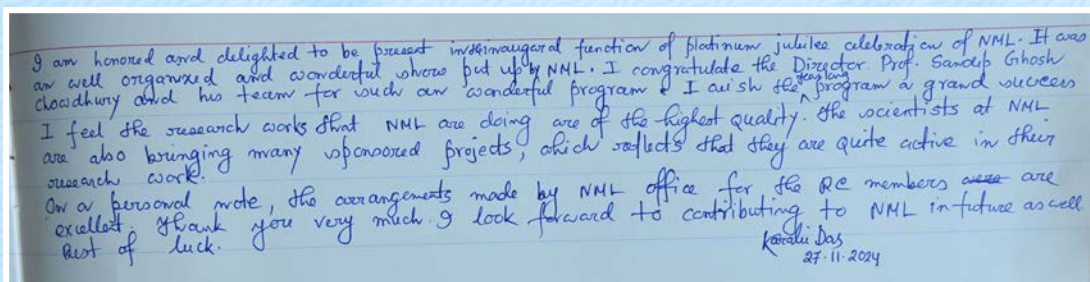 I am honored and delighted to be present in the inaugaral function of platinum jubilee celebration of NML. It was
an well organized and wonderful show put up by NML. I congratulate the Director Prof. Sandip Ghosh
Chowdhury and his team for such an wonderful program & I wish the year long program a grand success
I feel the research works that NML are doing are of the highest quality. The scientists at NML
are also bringing many sponsored projects, which reflects that they are quite active in their
research work.
On a personal note, the arrangements made by NML office for the RC members are
excellent. Thank you very much. I look forward to contributing to NML in future as well
Best of luck.
Das
27.11.2024